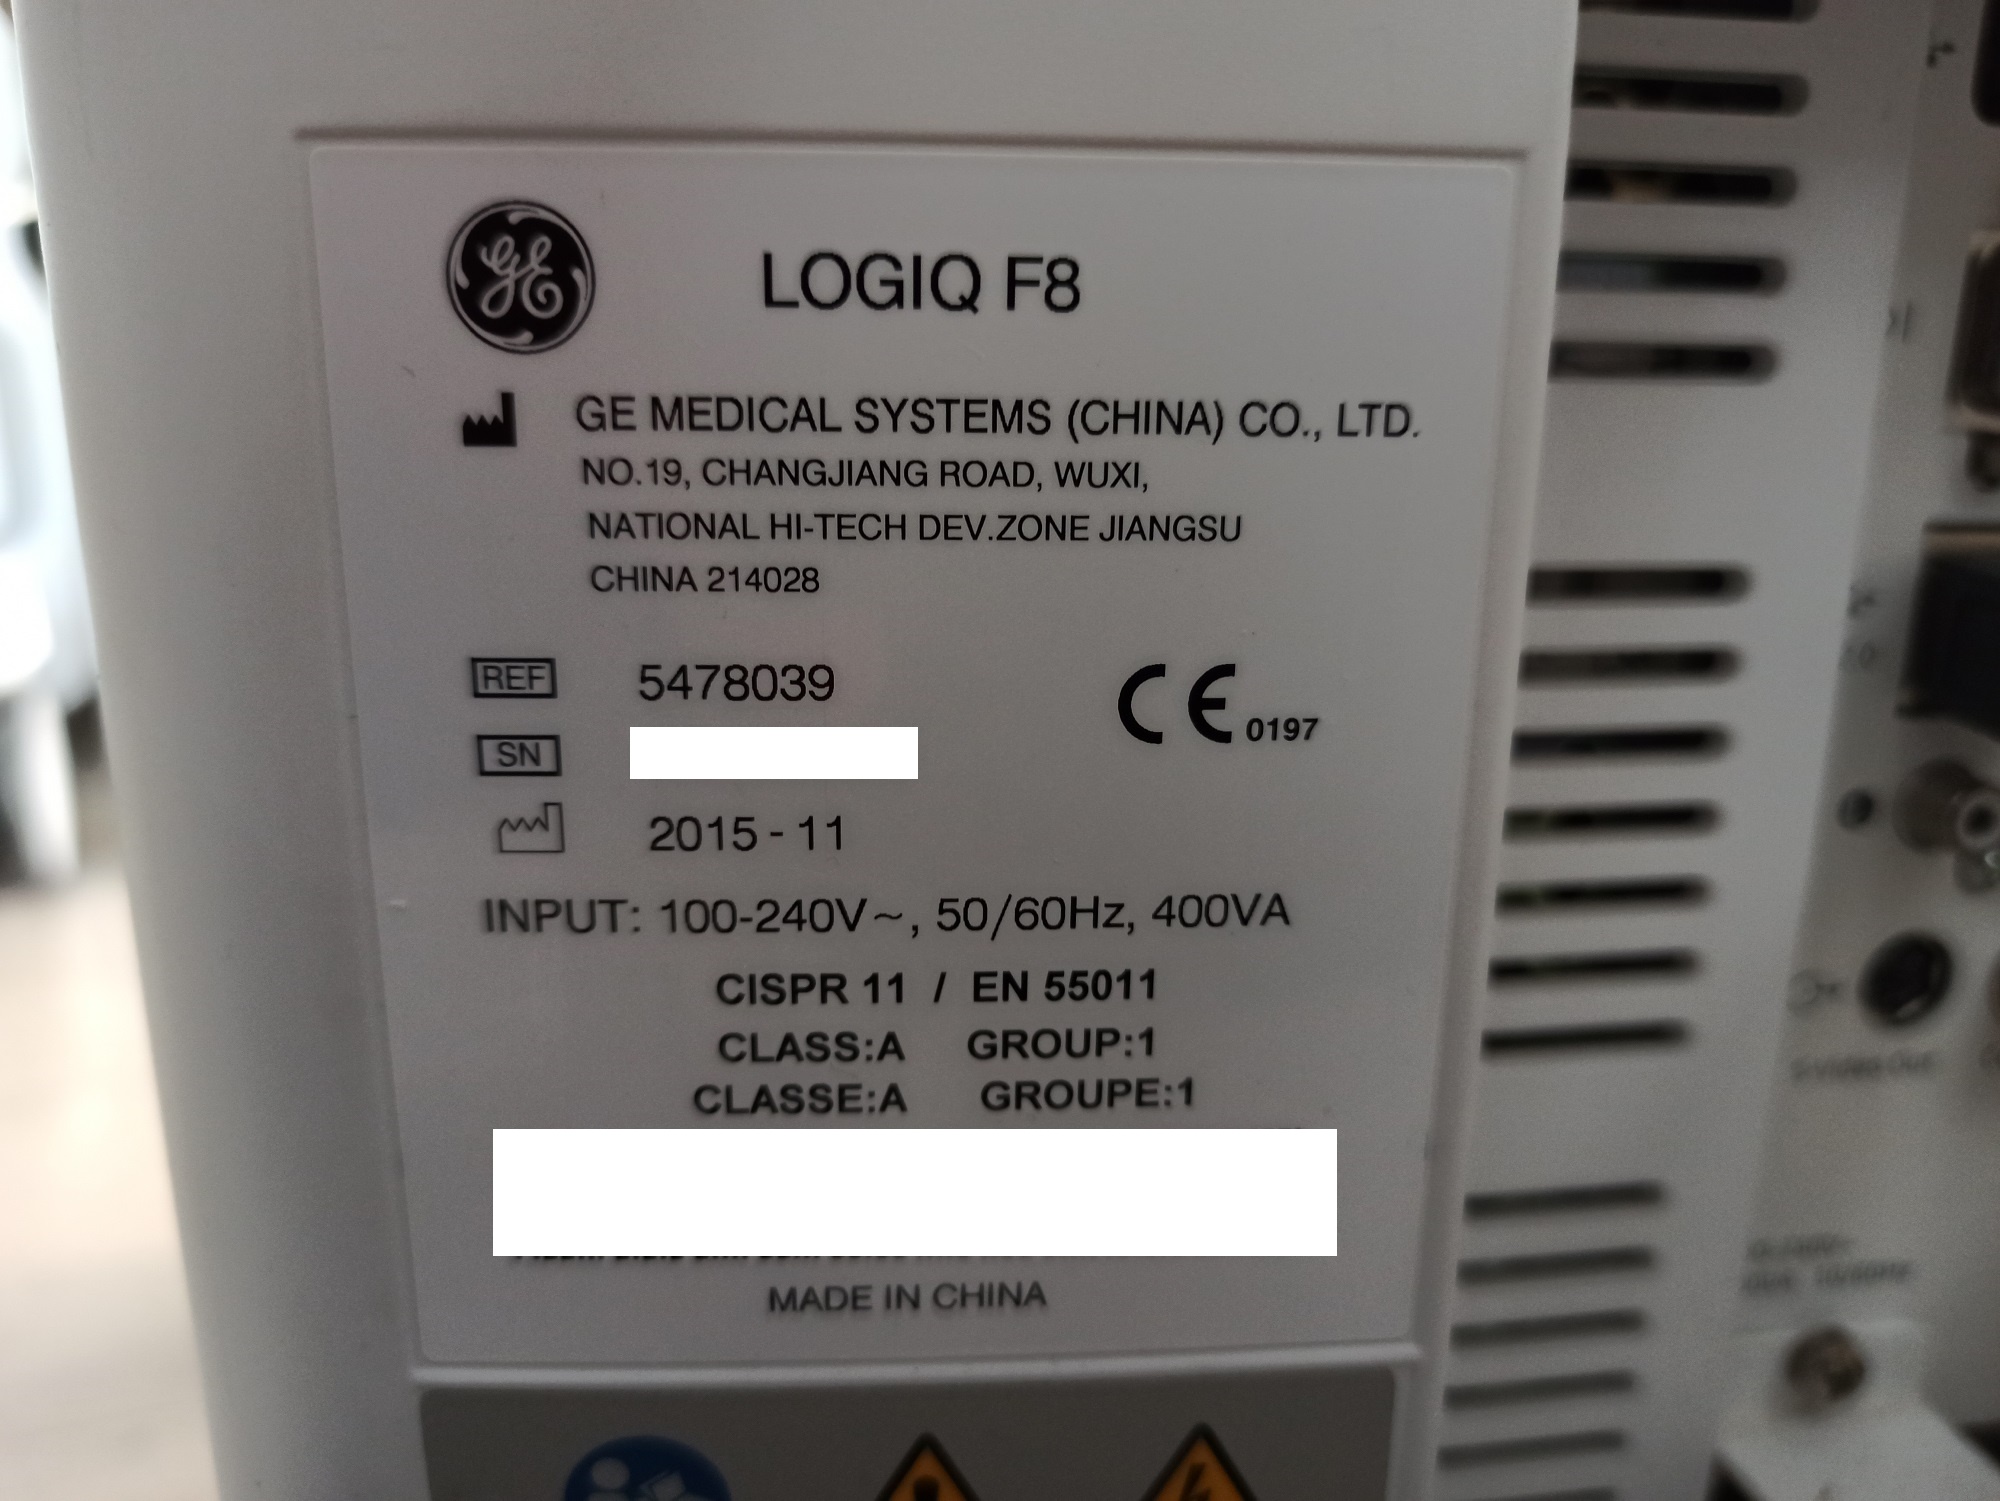 GE
LOGIQ F8
GE MEDICAL SYSTEMS (CHINA) CO., LTD.
NO.19, CHANGJIANG ROAD, WUXI,
NATIONAL HI-TECH DEV.ZONE JIANGSU
CHINA 214028
REF 5478039
CE 0197
SN
2015 - 11
INPUT: 100-240V~, 50/60Hz, 400VA
CISPR 11 / EN 55011
CLASS:A GROUP:1
CLASSE:A GROUPE:1
MADE IN CHINA